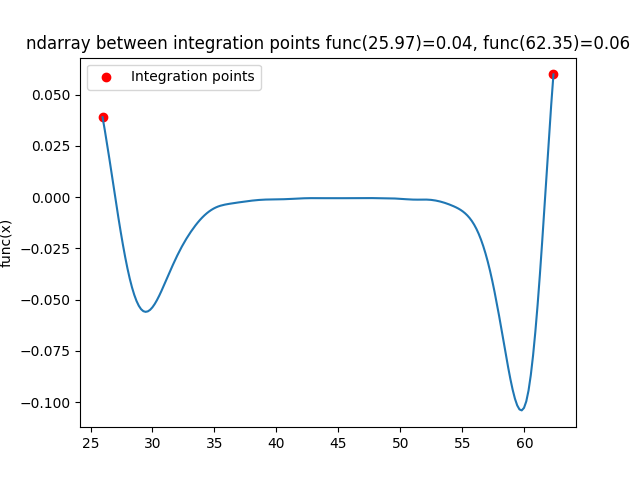 ndarray between integration points func(25.97)=0.04, func(62.35)=0.06
Integration points
func(x)
0.050
0.025
0.000
−0.025
−0.050
−0.075
−0.100
25 30 35 40 45 50 55 60